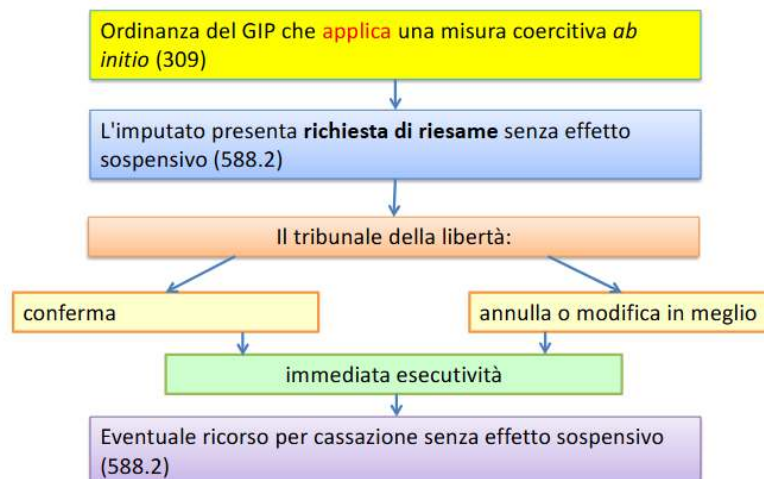 Ordinanza del GIP che applica una misura coercitiva ab
initio (309)
L'imputato presenta richiesta di riesame senza effetto
sospensivo (588.2)
Il tribunale della libertà:
conferma
annulla o modifica in meglio
immediata esecutività
Eventuale ricorso per cassazione senza effetto sospensivo
(588.2)